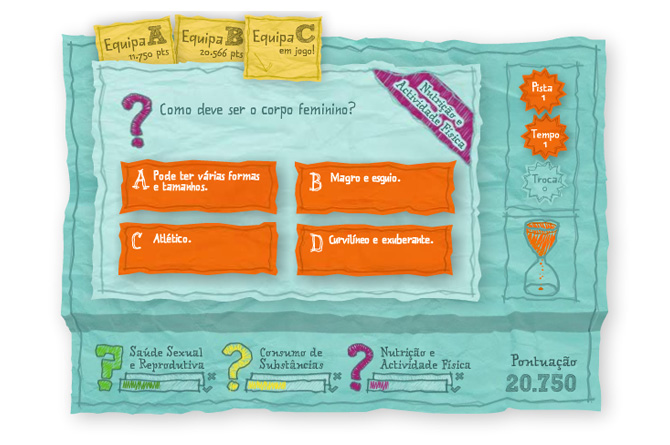 Equipa A
11.750 pts
Equipa B
20.566 pts
Equipa C
em jogo!
Nutrição e
Actividade Física
? Como deve ser o corpo feminino?
A Pode ter várias formas
e tamanhos.
B Magro e esguio.
C Atlético.
D Curvilíneo e exuberante.
Pista
1
Tempo
1
Troca
0
? Saúde Sexual
e Reprodutiva
? Consumo de
Substâncias
? Nutrição e
Actividade Física
Pontuação
20.750